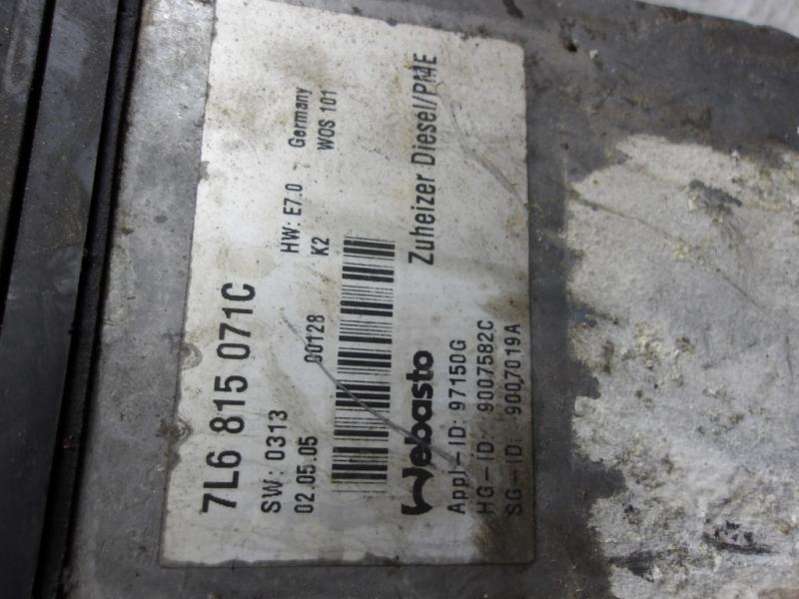 7L6 815 071C
SW: 0313 HW: E7.0 Germany
02.05.05 00128 K2 WOS 101
Webasto Zuheizer Diesel/PME
Appl-ID: 97150G
HG-ID: 9007582C
SG-ID: 9007019A